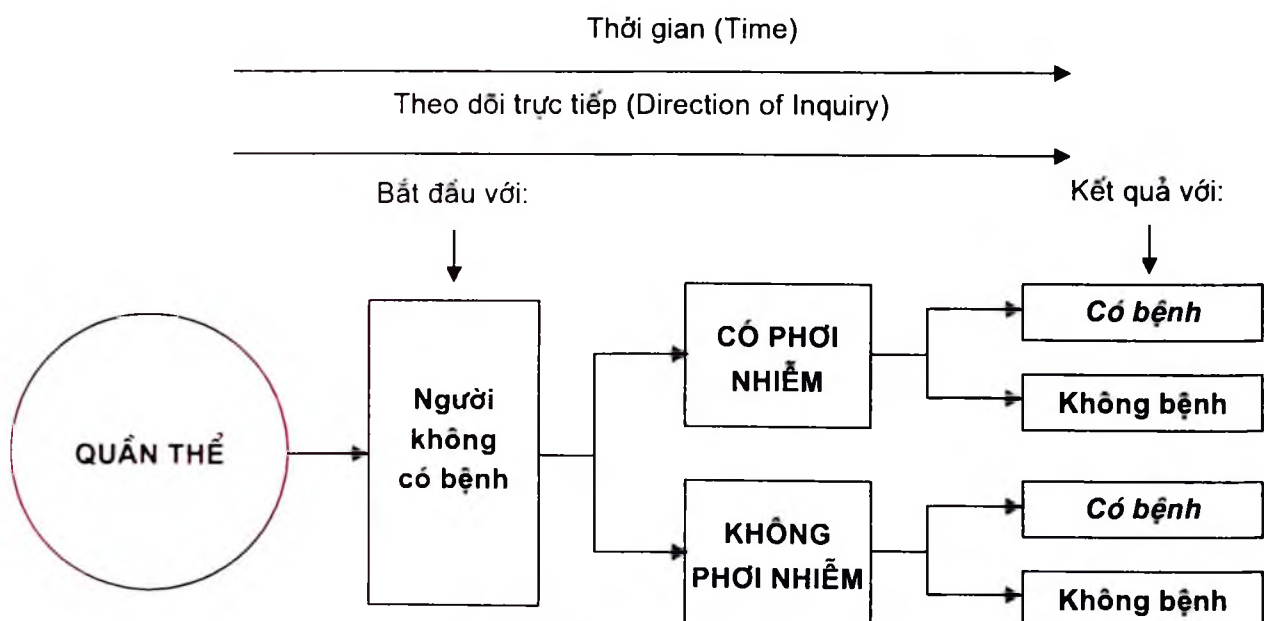 Thời gian (Time)
Theo dõi trực tiếp (Direction of Inquiry)
Bắt đầu với:
Kết quả với:
QUẦN THỂ
Người
không
có bệnh
CÓ PHƠI
NHIỄM
KHÔNG
PHƠI NHIỄM
Có bệnh
Không bệnh
Có bệnh
Không bệnh